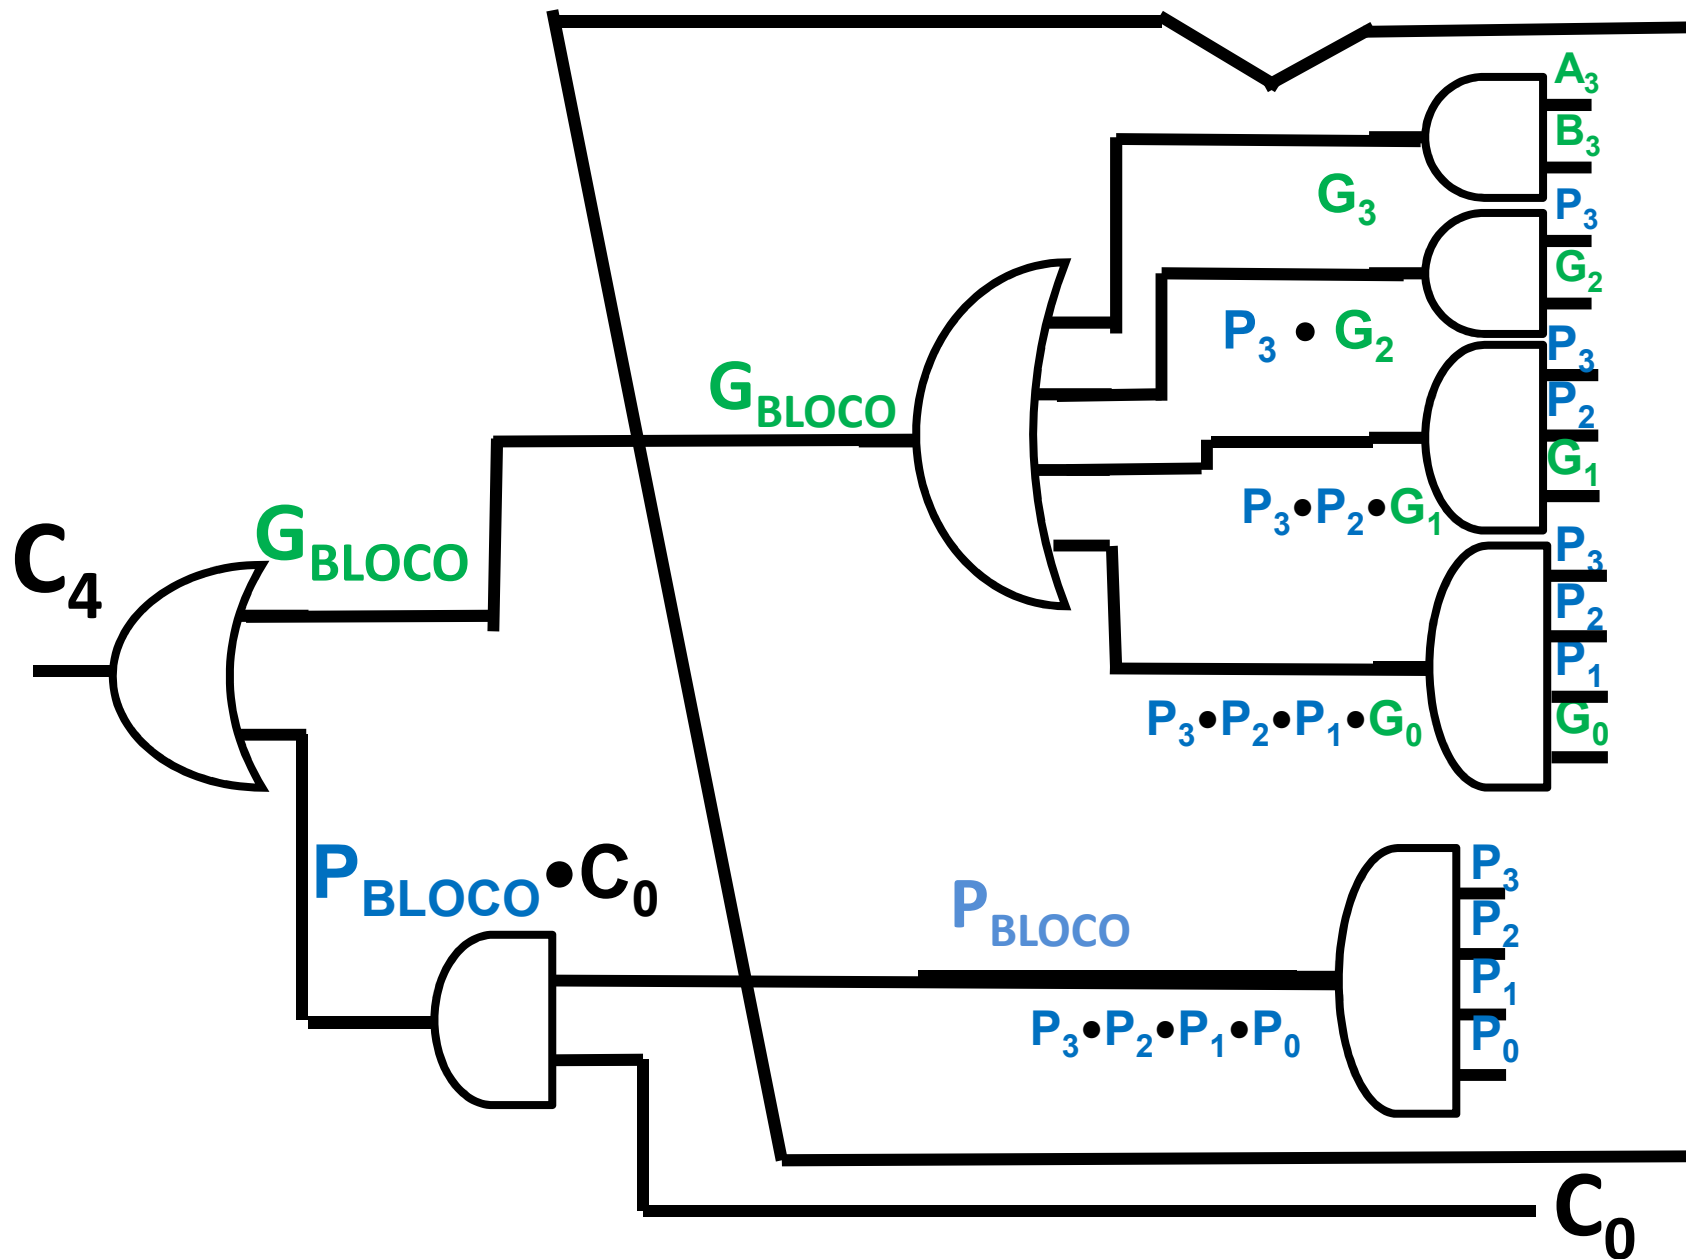 A3
B3
G3
P3
G2
P3 • G2
P3
P2
G1
P3•P2•G1
GBLOCO
GBLOCO
C4
P3
P2
P1
G0
P3•P2•P1•G0
PBLOCO•C0
PBLOCO
P3
P2
P1
P0
P3•P2•P1•P0
C0